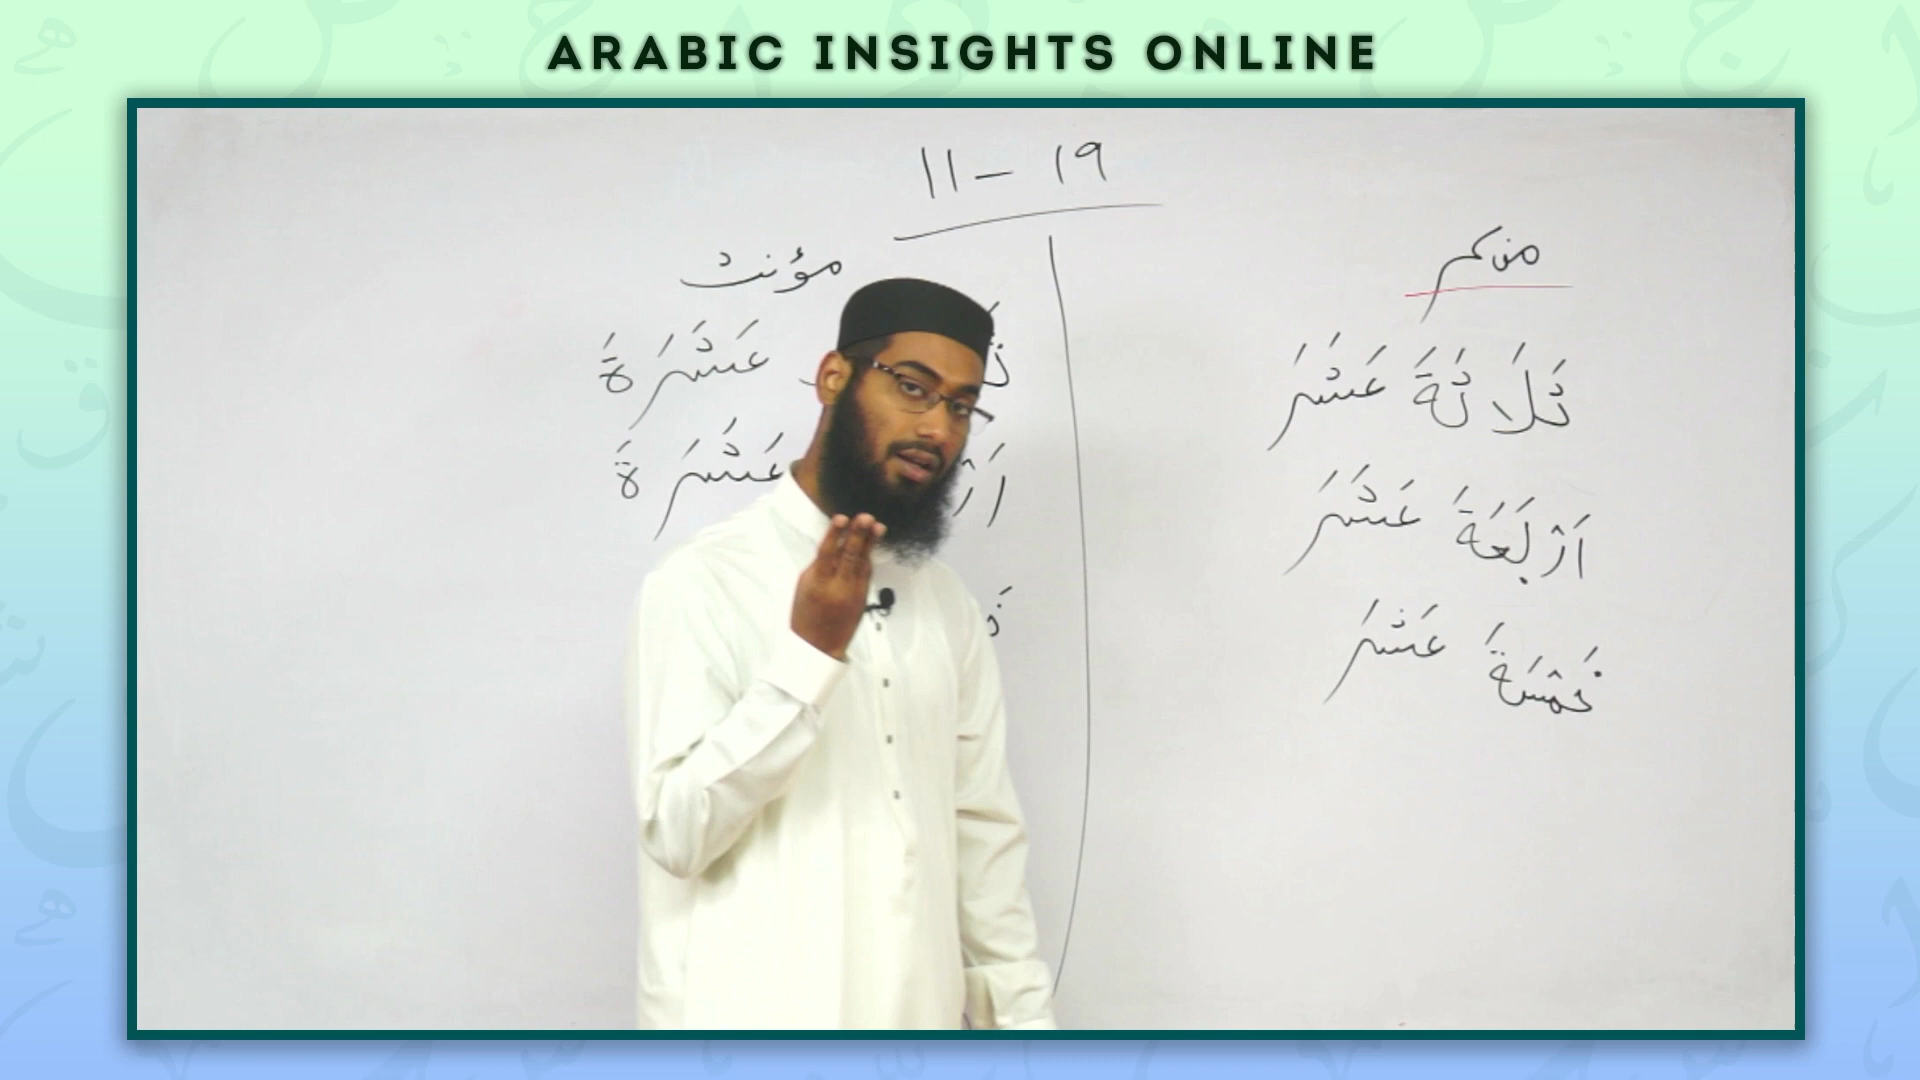 ARABIC INSIGHTS ONLINE
١١ – ١٩
مذكر
ثَلَاثَةَ عَشَرَ
اَرْبَعَةَ عَشَرَ
خَمْسَةَ عَشَرَ
مؤنث
عَشَرَةَ
عَشَرَةَ